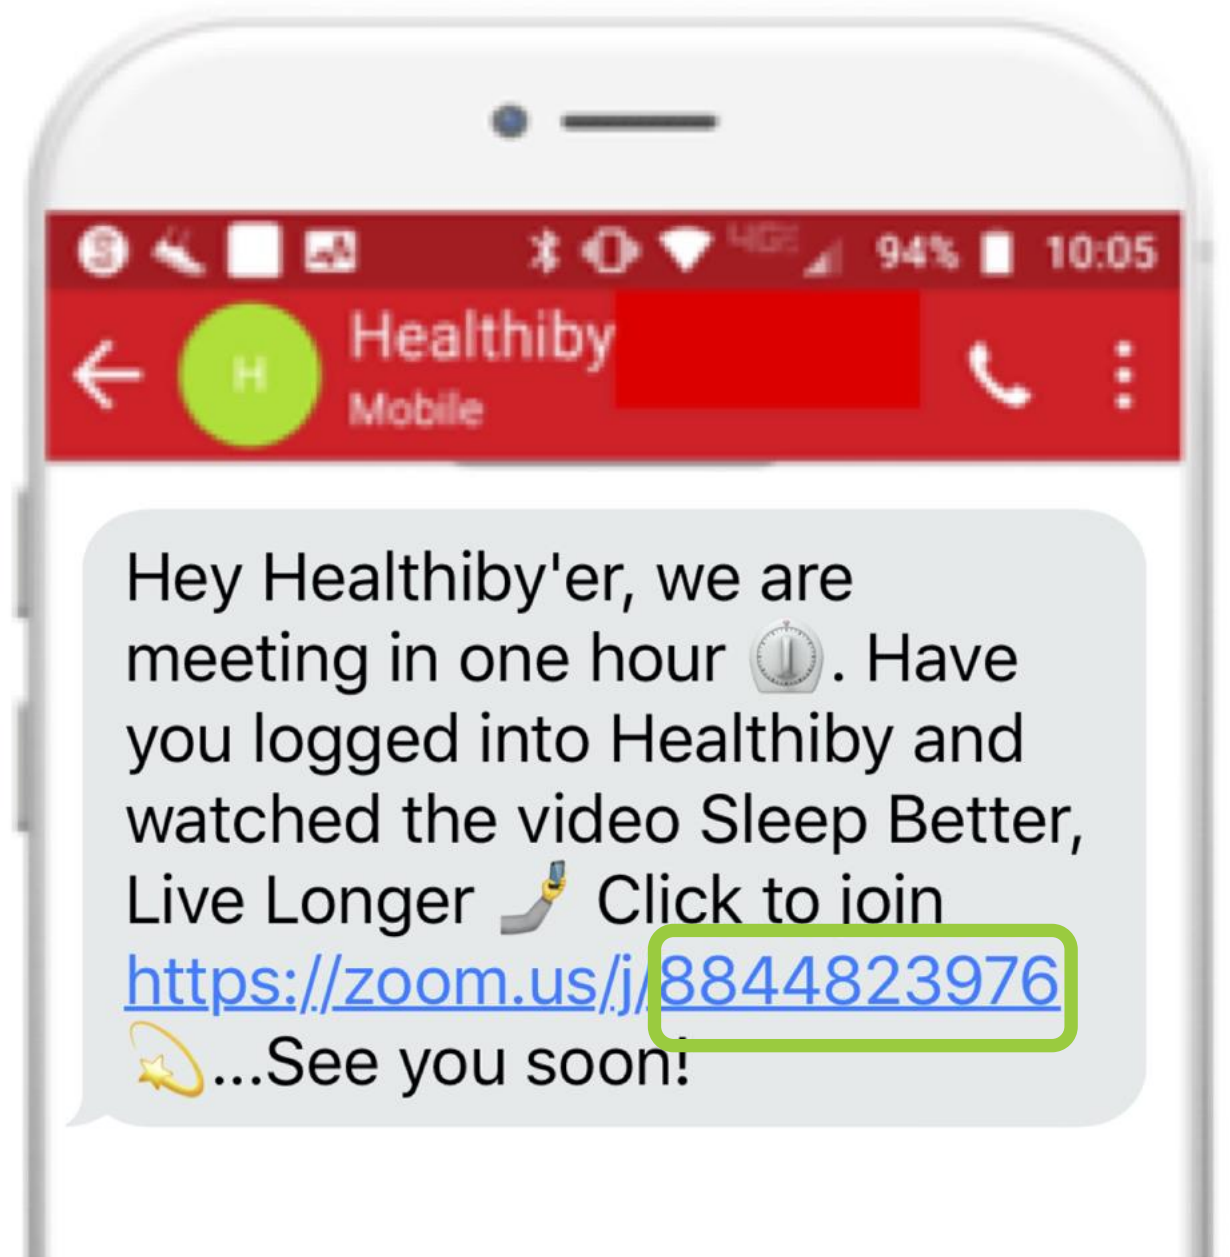 94% 10:05
H
Healthiby
Mobile
Hey Healthiby'er, we are
meeting in one hour ⏲. Have
you logged into Healthiby and
watched the video Sleep Better,
Live Longer 🤳 Click to join
https://zoom.us/j/8844823976
💫...See you soon!